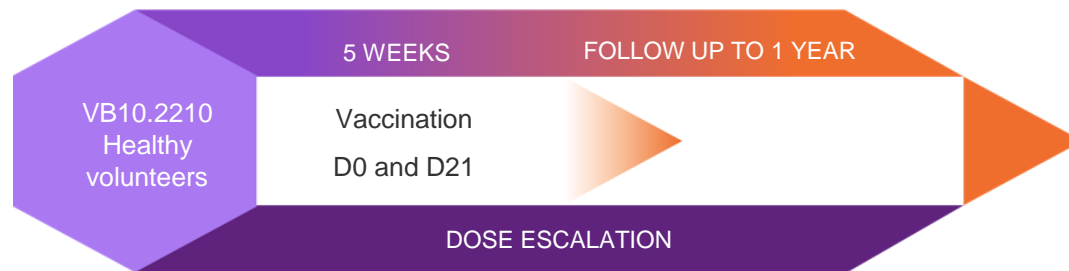 5 WEEKS
FOLLOW UP TO 1 YEAR
VB10.2210
Healthy
volunteers
Vaccination
D0 and D21
DOSE ESCALATION